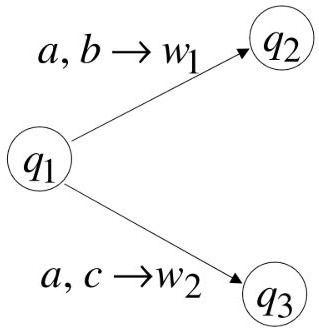 a, b → w₁
q₂
q₁
a, c → w₂
q₃